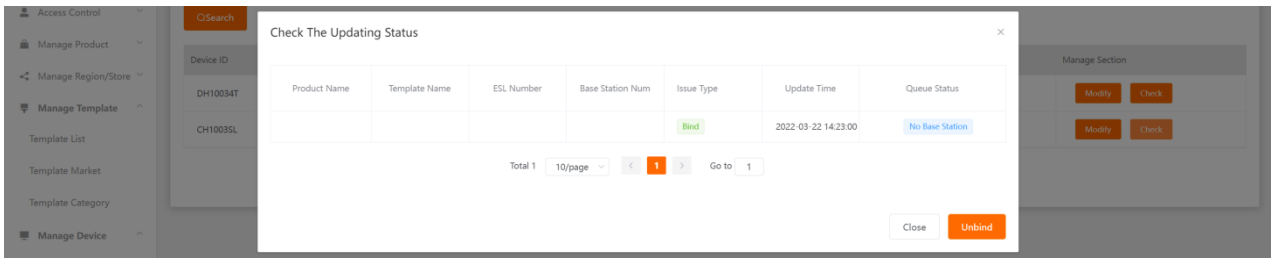 Access Control
Manage Product
Manage Region/Store
Manage Template
Template List
Template Market
Template Category
Manage Device
Search
Device ID
DH10034T
CH1003SL
Check The Updating Status
Product Name Template Name ESL Number Base Station Num Issue Type Update Time Queue Status
Bind 2022-03-22 14:23:00 No Base Station
Total 1 10/page 1 Go to 1
Close Unbind
Manage Section
Modify Check
Modify Check